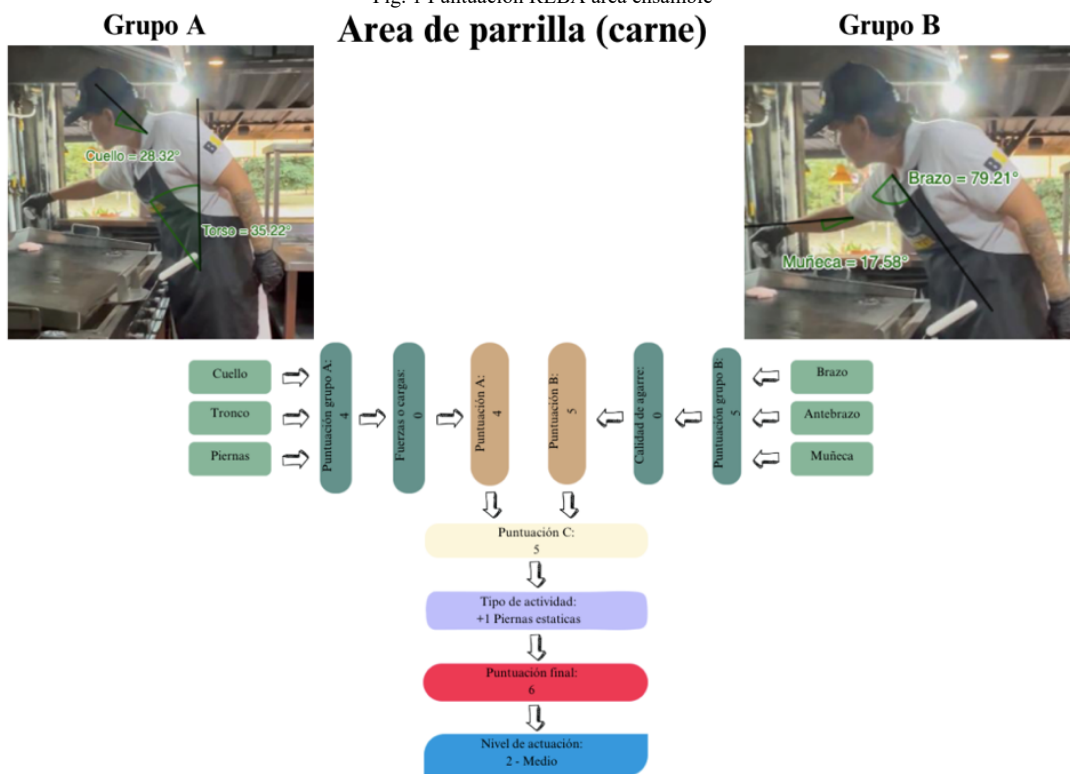 Fig. 1 Puntuación REBA área ensamble
Grupo A
Area de parrilla (carne)
Grupo B
Cuello = 28.32°
Torso = 35.22°
B
Brazo = 79.21°
Muñeca = 17.58°
B
Cuello
Tronco
Piernas
Puntuación grupo A:
4
Fuerzas o cargas:
0
Puntuación A:
4
Puntuación B:
5
Calidad de agarre:
0
Puntuación grupo B:
5
Brazo
Antebrazo
Muñeca
Puntuación C:
5
Tipo de actividad:
+1 Piernas estaticas
Puntuación final:
6
Nivel de actuación:
2 - Medio